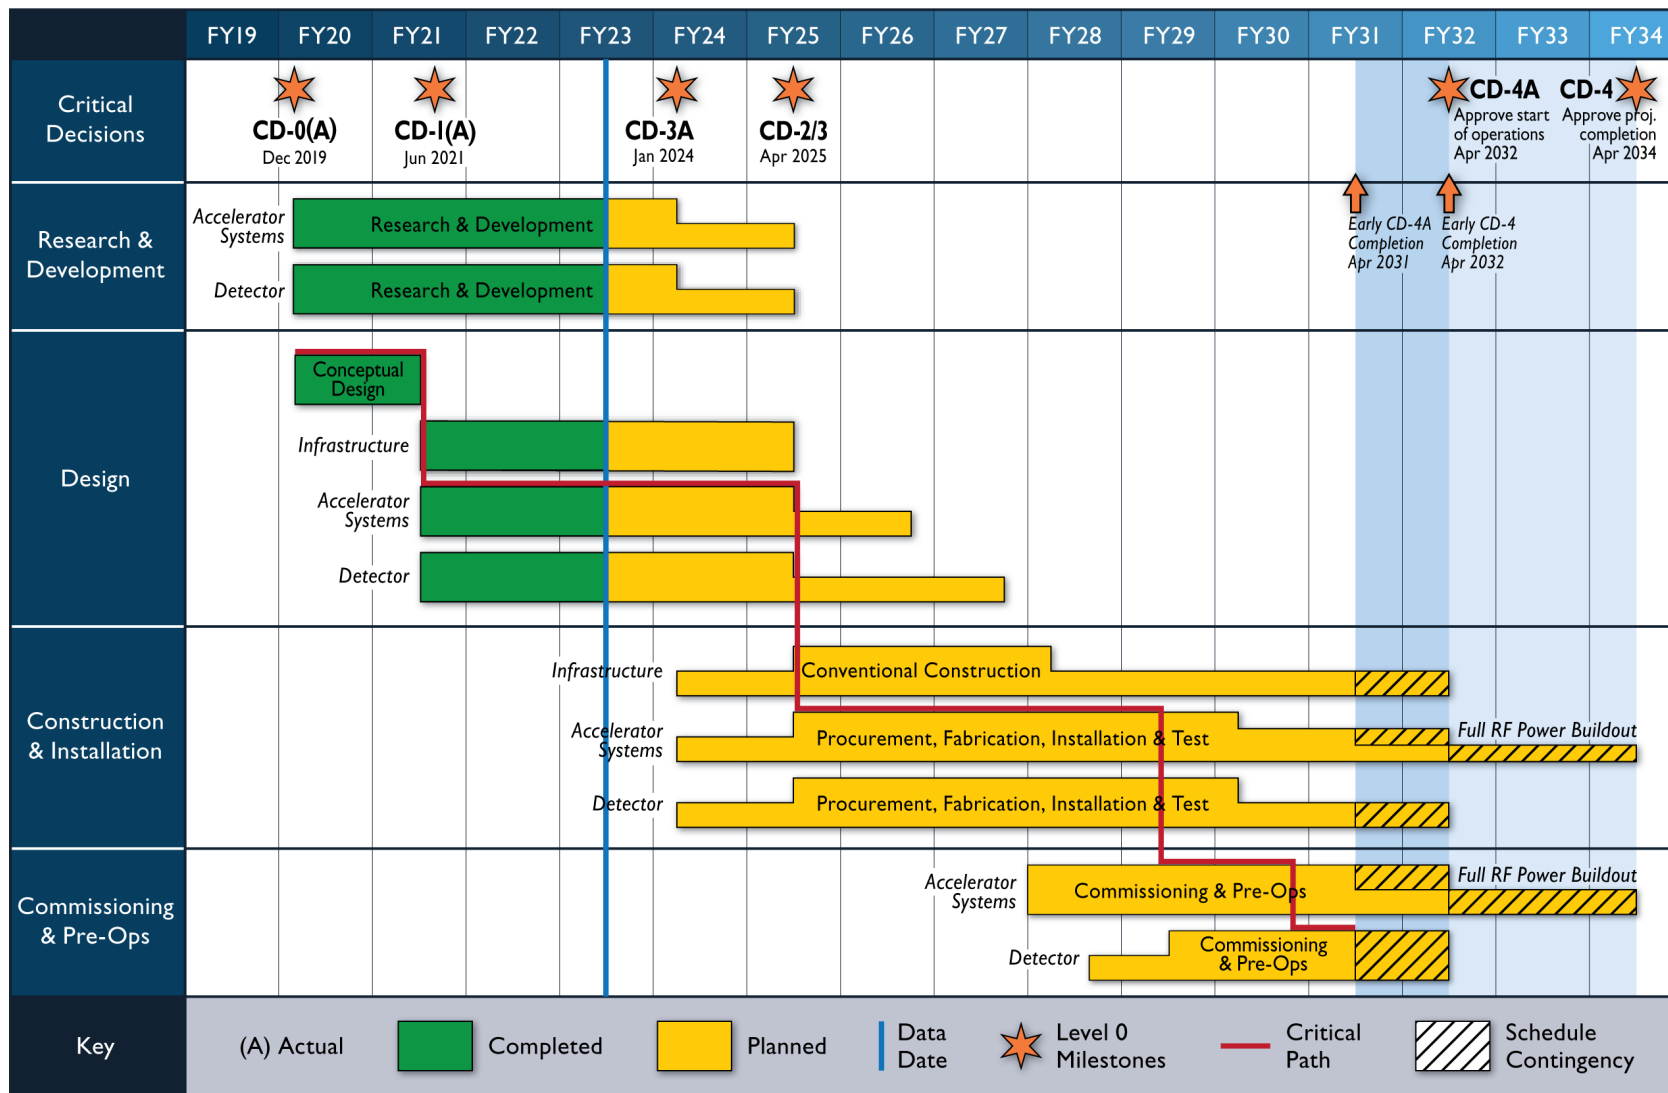 FY19 FY20 FY21 FY22 FY23 FY24 FY25 FY26 FY27 FY28 FY29 FY30 FY31 FY32 FY33 FY34
Critical
Decisions
CD-0(A)
Dec 2019
CD-1(A)
Jun 2021
CD-3A
Jan 2024
CD-2/3
Apr 2025
CD-4A
Approve start
of operations
Apr 2032
CD-4
Approve proj.
completion
Apr 2034
Early CD-4A
Completion
Apr 2031
Early CD-4
Completion
Apr 2032
Research &
Development
Accelerator
Systems
Research & Development
Detector
Research & Development
Design
Conceptual
Design
Infrastructure
Accelerator
Systems
Detector
Construction
& Installation
Infrastructure
Conventional Construction
Accelerator
Systems
Procurement, Fabrication, Installation & Test
Full RF Power Buildout
Detector
Procurement, Fabrication, Installation & Test
Commissioning
& Pre-Ops
Accelerator
Systems
Commissioning & Pre-Ops
Full RF Power Buildout
Detector
Commissioning
& Pre-Ops
Key
(A) Actual
Completed
Planned
Data
Date
Level 0
Milestones
Critical
Path
Schedule
Contingency